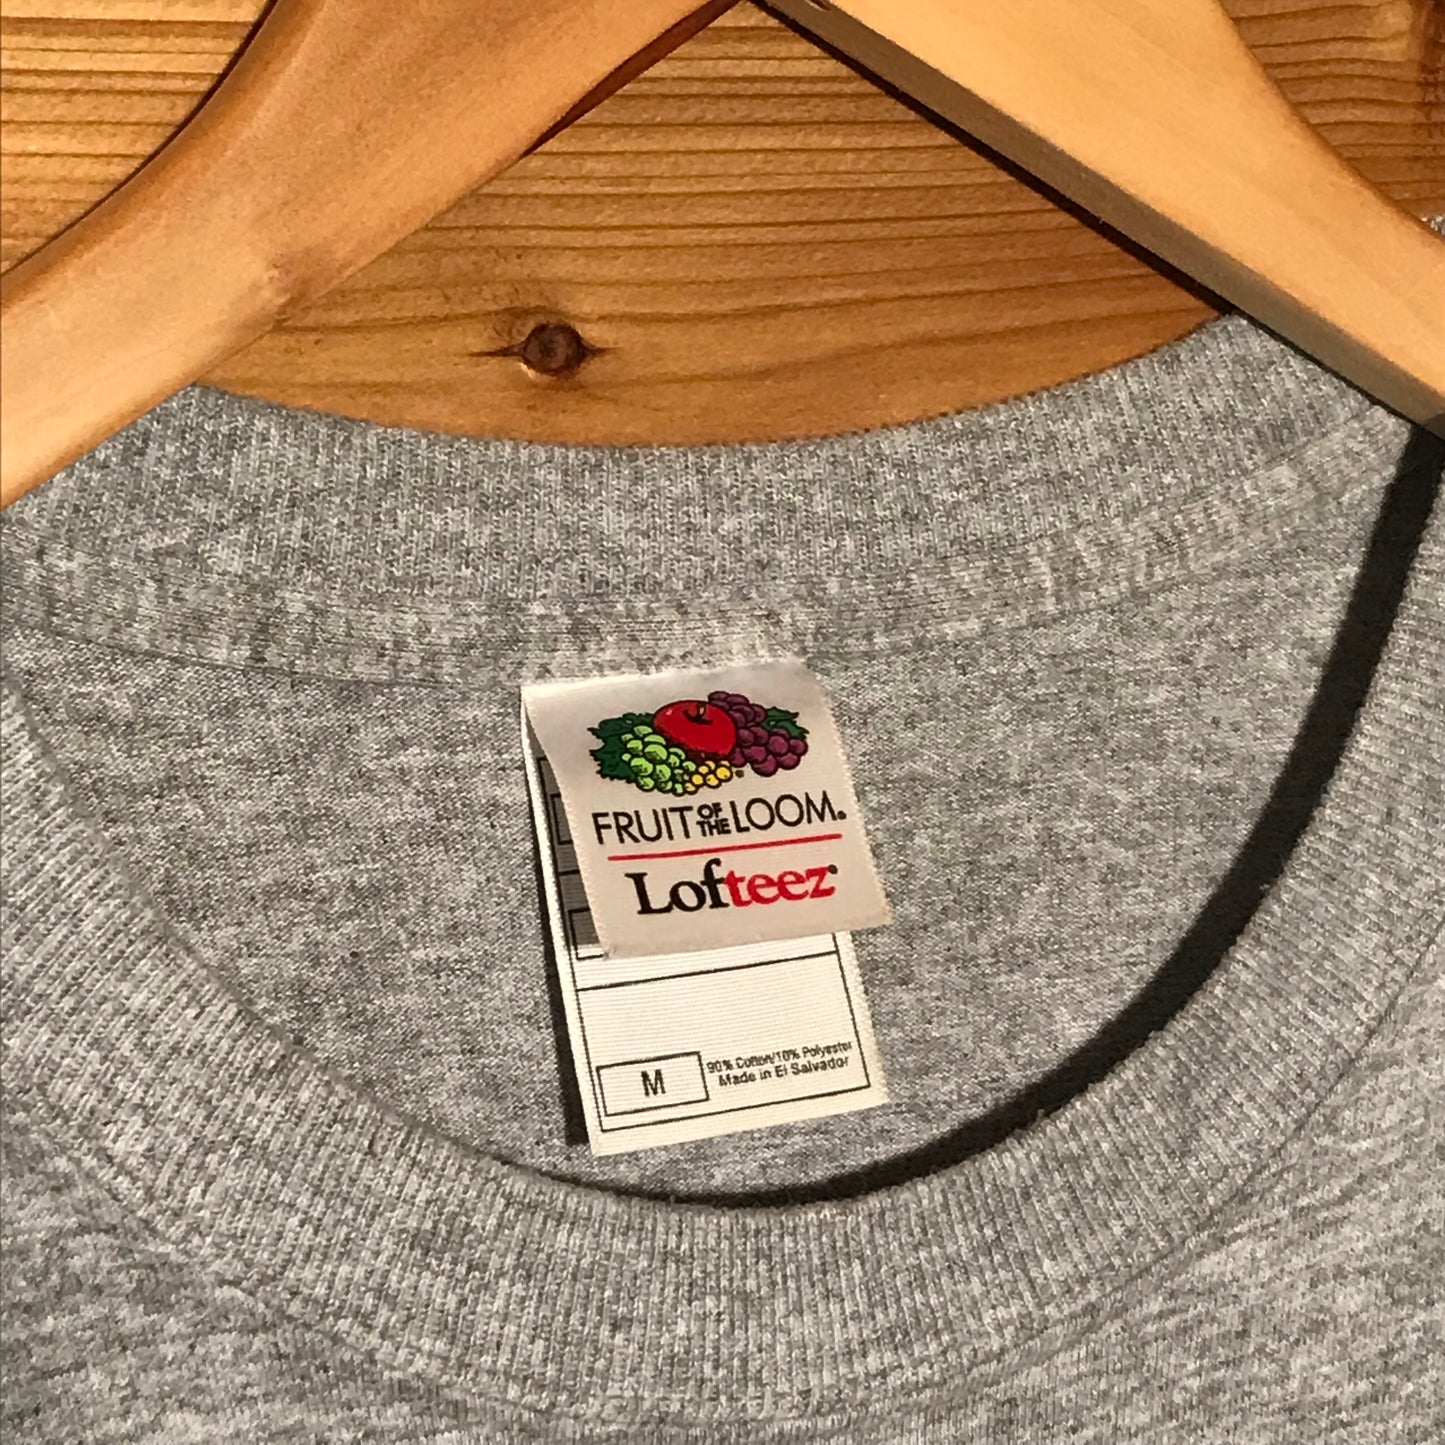 FRUIT OF THE LOOM®
Lofteez®
M
90% Cotton/10% Polyester
Made in El Salvador